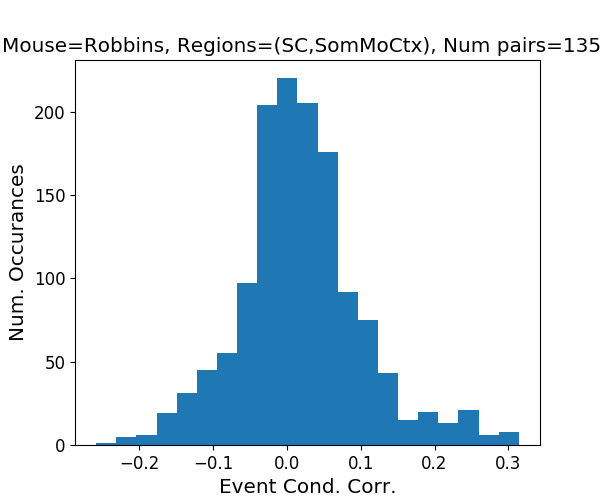 Mouse=Robbins, Regions=(SC,SomMoCtx), Num pairs=135
200
150
100
50
0
Num. Occurances
−0.2 −0.1 0.0 0.1 0.2 0.3
Event Cond. Corr.